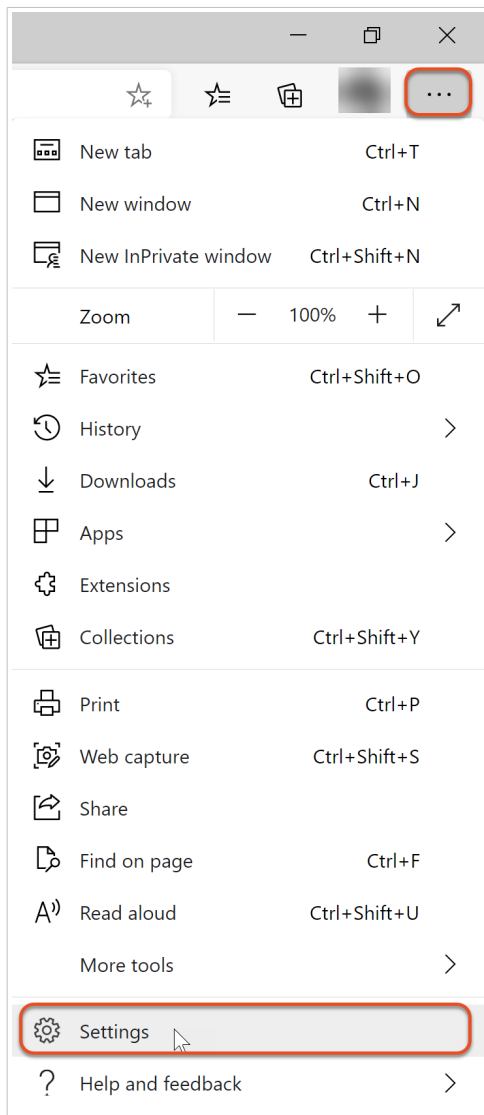 ···
New tab Ctrl+T
New window Ctrl+N
New InPrivate window Ctrl+Shift+N
Zoom — 100% +
Favorites Ctrl+Shift+O
History
Downloads Ctrl+J
Apps
Extensions
Collections Ctrl+Shift+Y
Print Ctrl+P
Web capture Ctrl+Shift+S
Share
Find on page Ctrl+F
Read aloud Ctrl+Shift+U
More tools
Settings
? Help and feedback